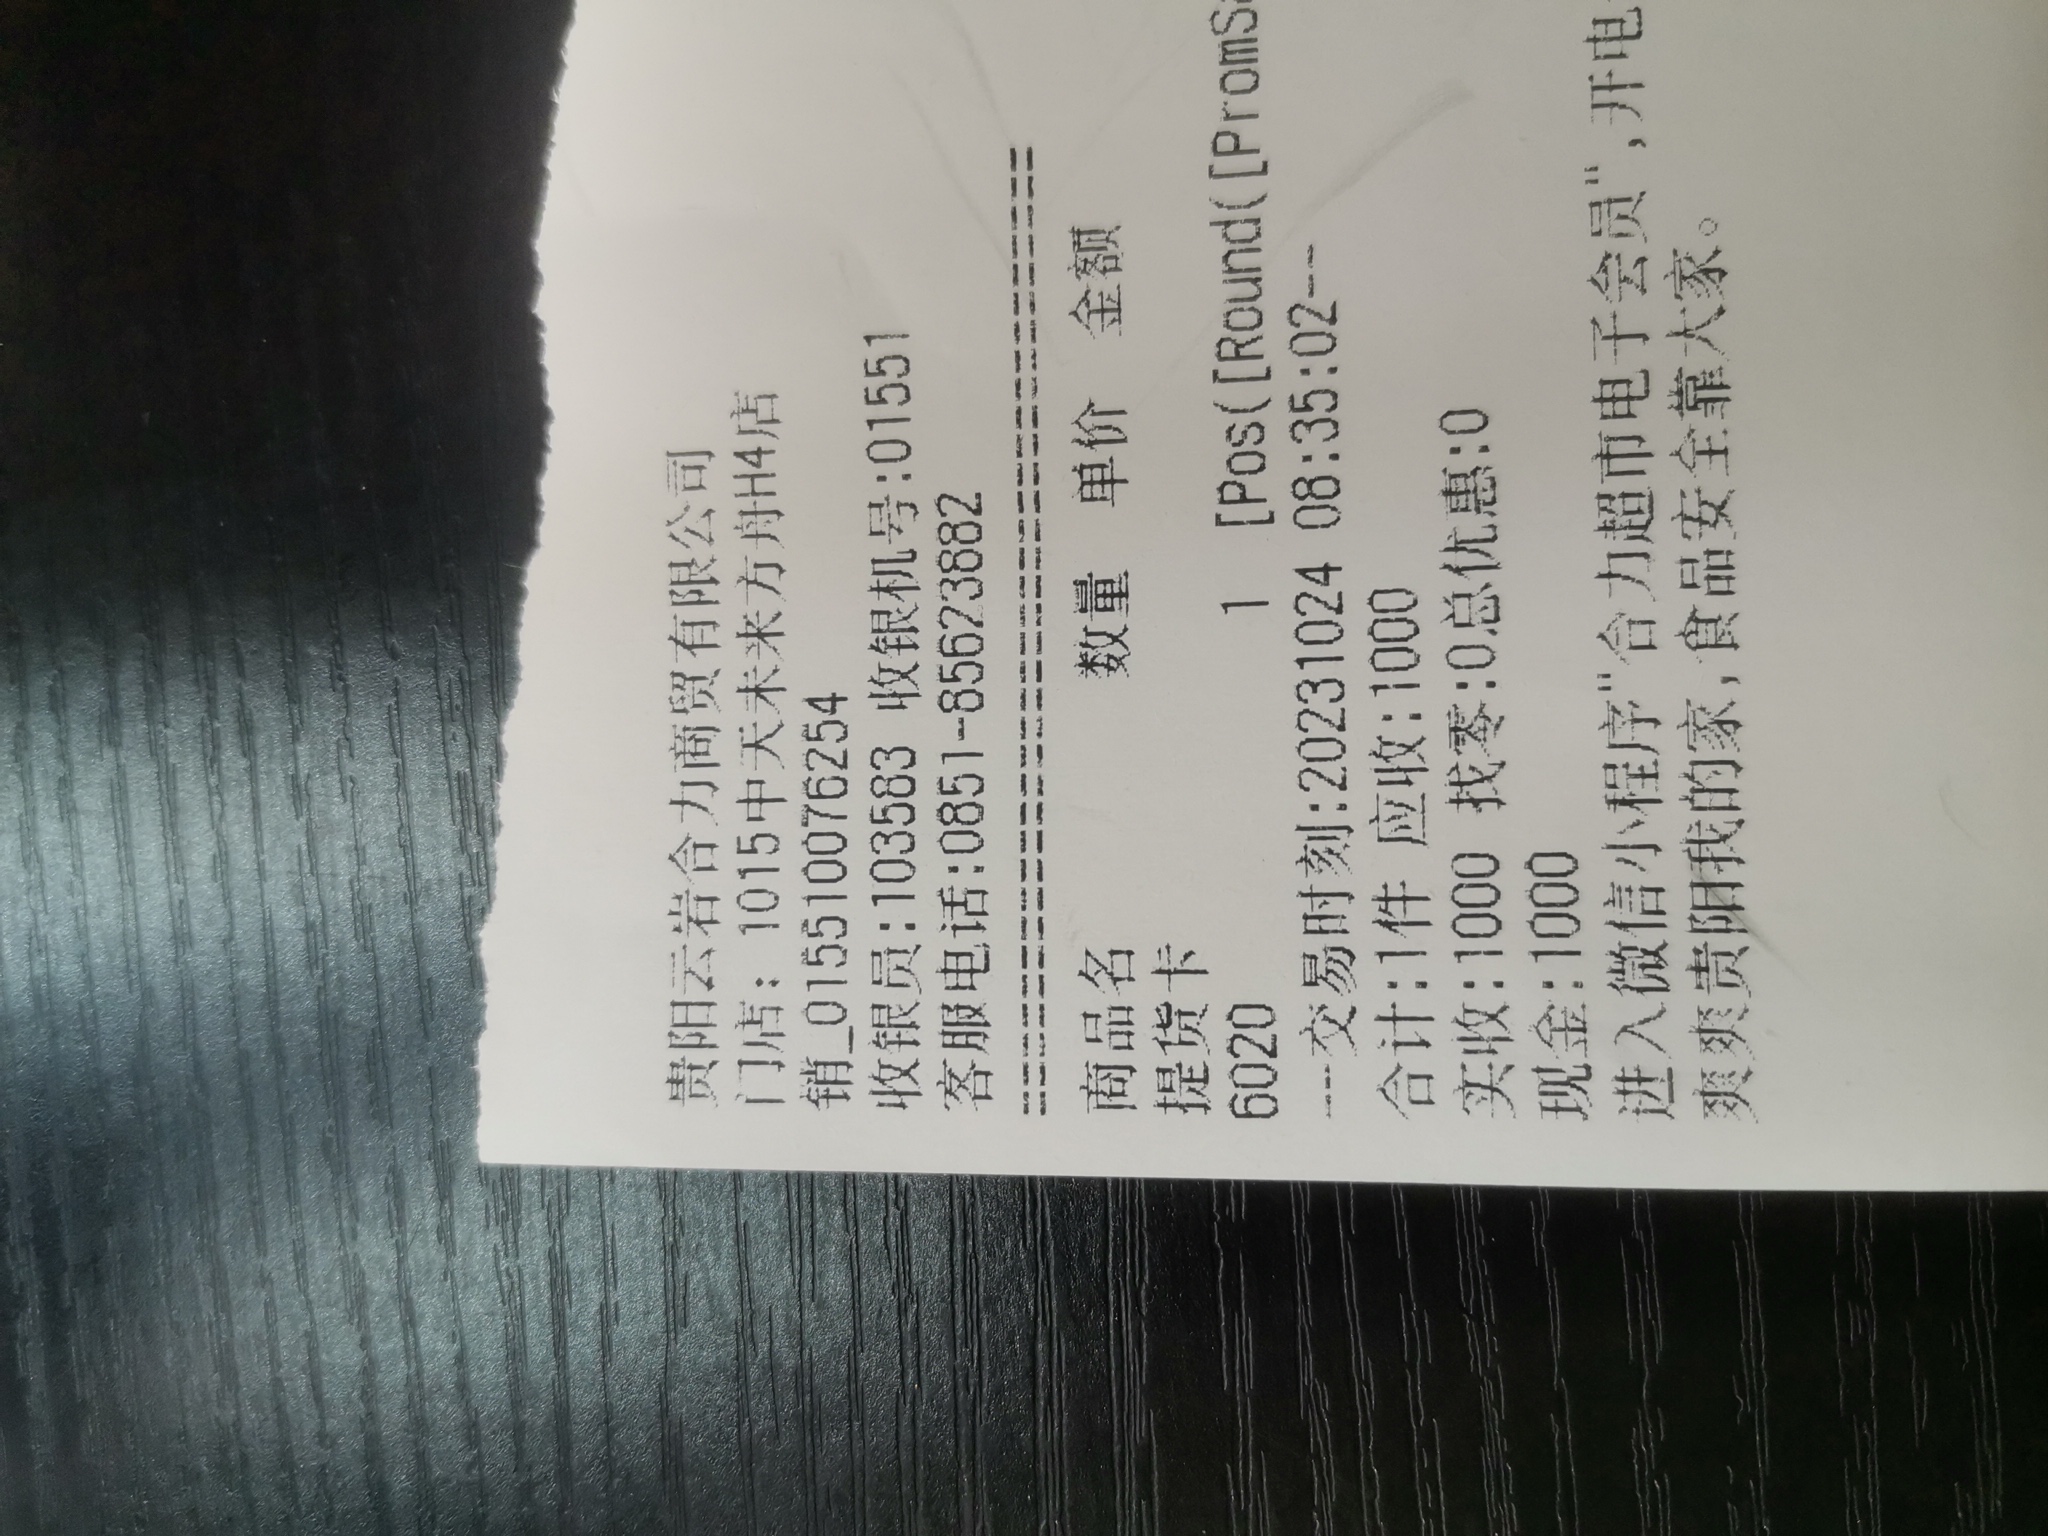 贵阳云岩合力商贸有限公司
门店: 1015中天未来方舟H4店
销_015510076254
收银员:103583 收银机号:01551
客服电话:0851-85623882
================================
商品名 数量 单价 金额
提货卡
6020 1 [Pos([Round([PromSa
---交易时刻:20231024 08:35:02---
合计:1件 应收:1000
实收:1000 找零:0总优惠:0
现金:1000
进入微信小程序"合力超市电子会员",开电
爽爽贵阳我的家,食品安全靠大家。